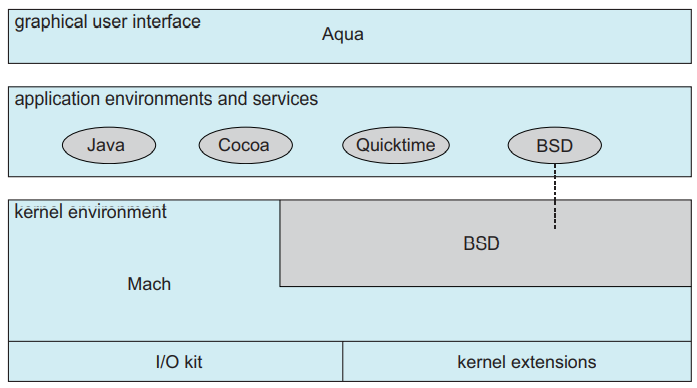 graphical user interface
Aqua
application environments and services
Java
Cocoa
Quicktime
BSD
kernel environment
BSD
Mach
I/O kit
kernel extensions